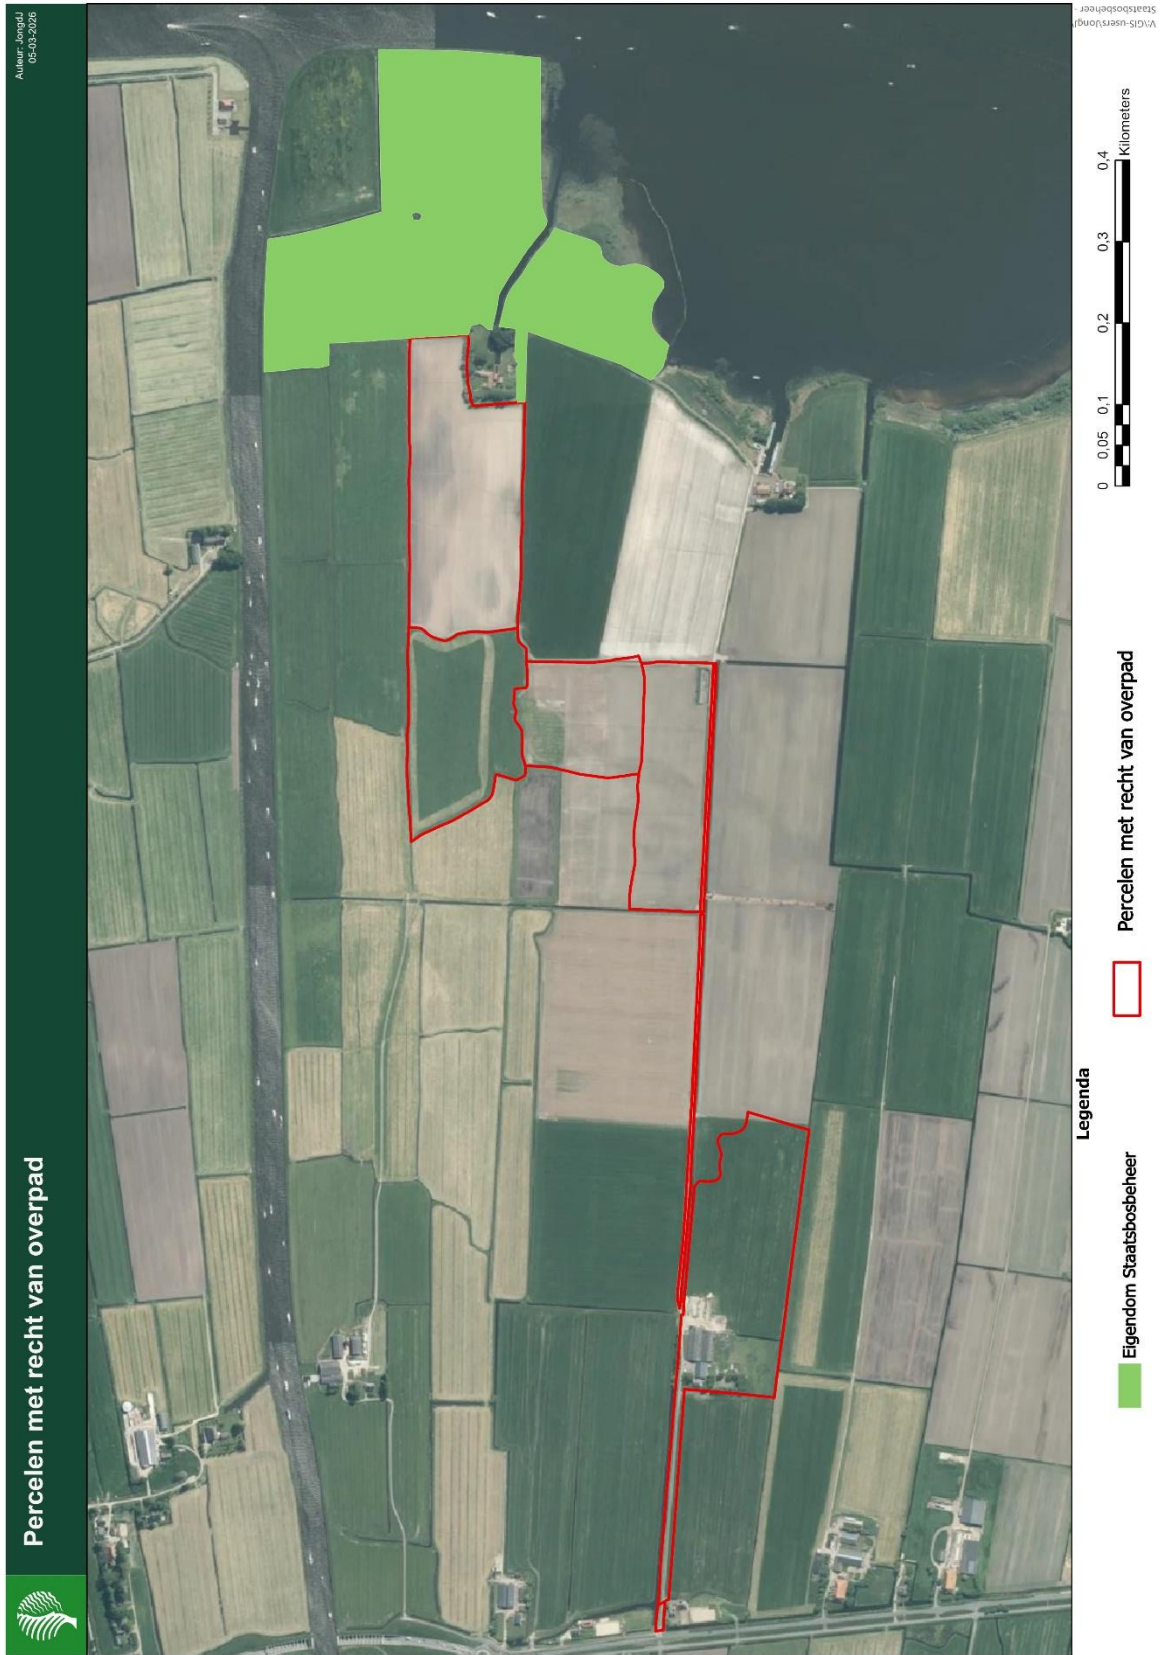 Percelen met recht van overpad
Auteur: JongdJ
05-03-2026
Legenda
Eigendom Staatsbosbeheer
Percelen met recht van overpad
0 0,05 0,1 0,2 0,3 0,4
Kilometers
Staatsbosbeheer -
V:\GIS-users\Jong\